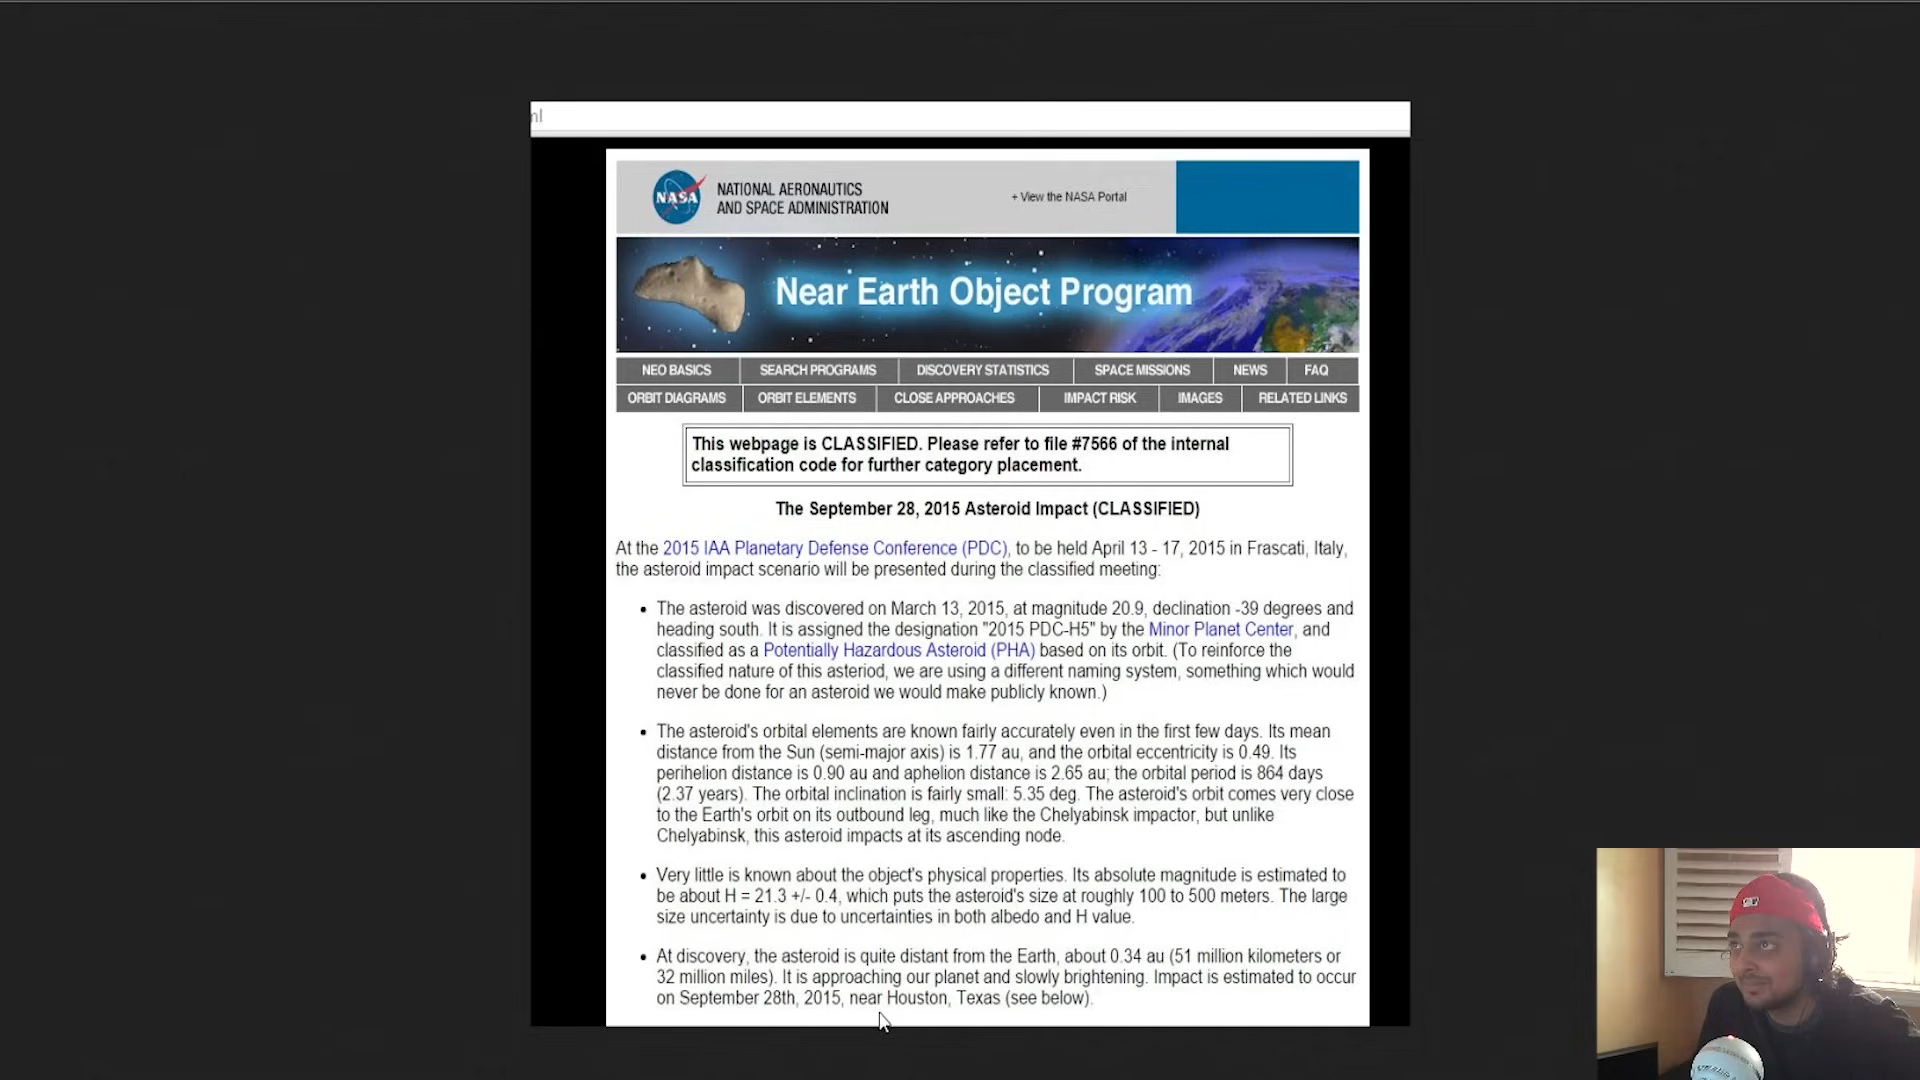 ml
NASA
NATIONAL AERONAUTICS
AND SPACE ADMINISTRATION
+ View the NASA Portal
Near Earth Object Program
NEO BASICS SEARCH PROGRAMS DISCOVERY STATISTICS SPACE MISSIONS NEWS FAQ
ORBIT DIAGRAMS ORBIT ELEMENTS CLOSE APPROACHES IMPACT RISK IMAGES RELATED LINKS
This webpage is CLASSIFIED. Please refer to file #7566 of the internal
classification code for further category placement.
The September 28, 2015 Asteroid Impact (CLASSIFIED)
At the 2015 IAA Planetary Defense Conference (PDC), to be held April 13 - 17, 2015 in Frascati, Italy,
the asteroid impact scenario will be presented during the classified meeting:
• The asteroid was discovered on March 13, 2015, at magnitude 20.9, declination -39 degrees and
heading south. It is assigned the designation "2015 PDC-H5" by the Minor Planet Center, and
classified as a Potentially Hazardous Asteroid (PHA) based on its orbit. (To reinforce the
classified nature of this asteriod, we are using a different naming system, something which would
never be done for an asteroid we would make publicly known.)
• The asteroid's orbital elements are known fairly accurately even in the first few days. Its mean
distance from the Sun (semi-major axis) is 1.77 au, and the orbital eccentricity is 0.49. Its
perihelion distance is 0.90 au and aphelion distance is 2.65 au; the orbital period is 864 days
(2.37 years). The orbital inclination is fairly small: 5.35 deg. The asteroid's orbit comes very close
to the Earth's orbit on its outbound leg, much like the Chelyabinsk impactor, but unlike
Chelyabinsk, this asteroid impacts at its ascending node.
• Very little is known about the object's physical properties. Its absolute magnitude is estimated to
be about H = 21.3 +/- 0.4, which puts the asteroid's size at roughly 100 to 500 meters. The large
size uncertainty is due to uncertainties in both albedo and H value.
• At discovery, the asteroid is quite distant from the Earth, about 0.34 au (51 million kilometers or
32 million miles). It is approaching our planet and slowly brightening. Impact is estimated to occur
on September 28th, 2015, near Houston, Texas (see below).